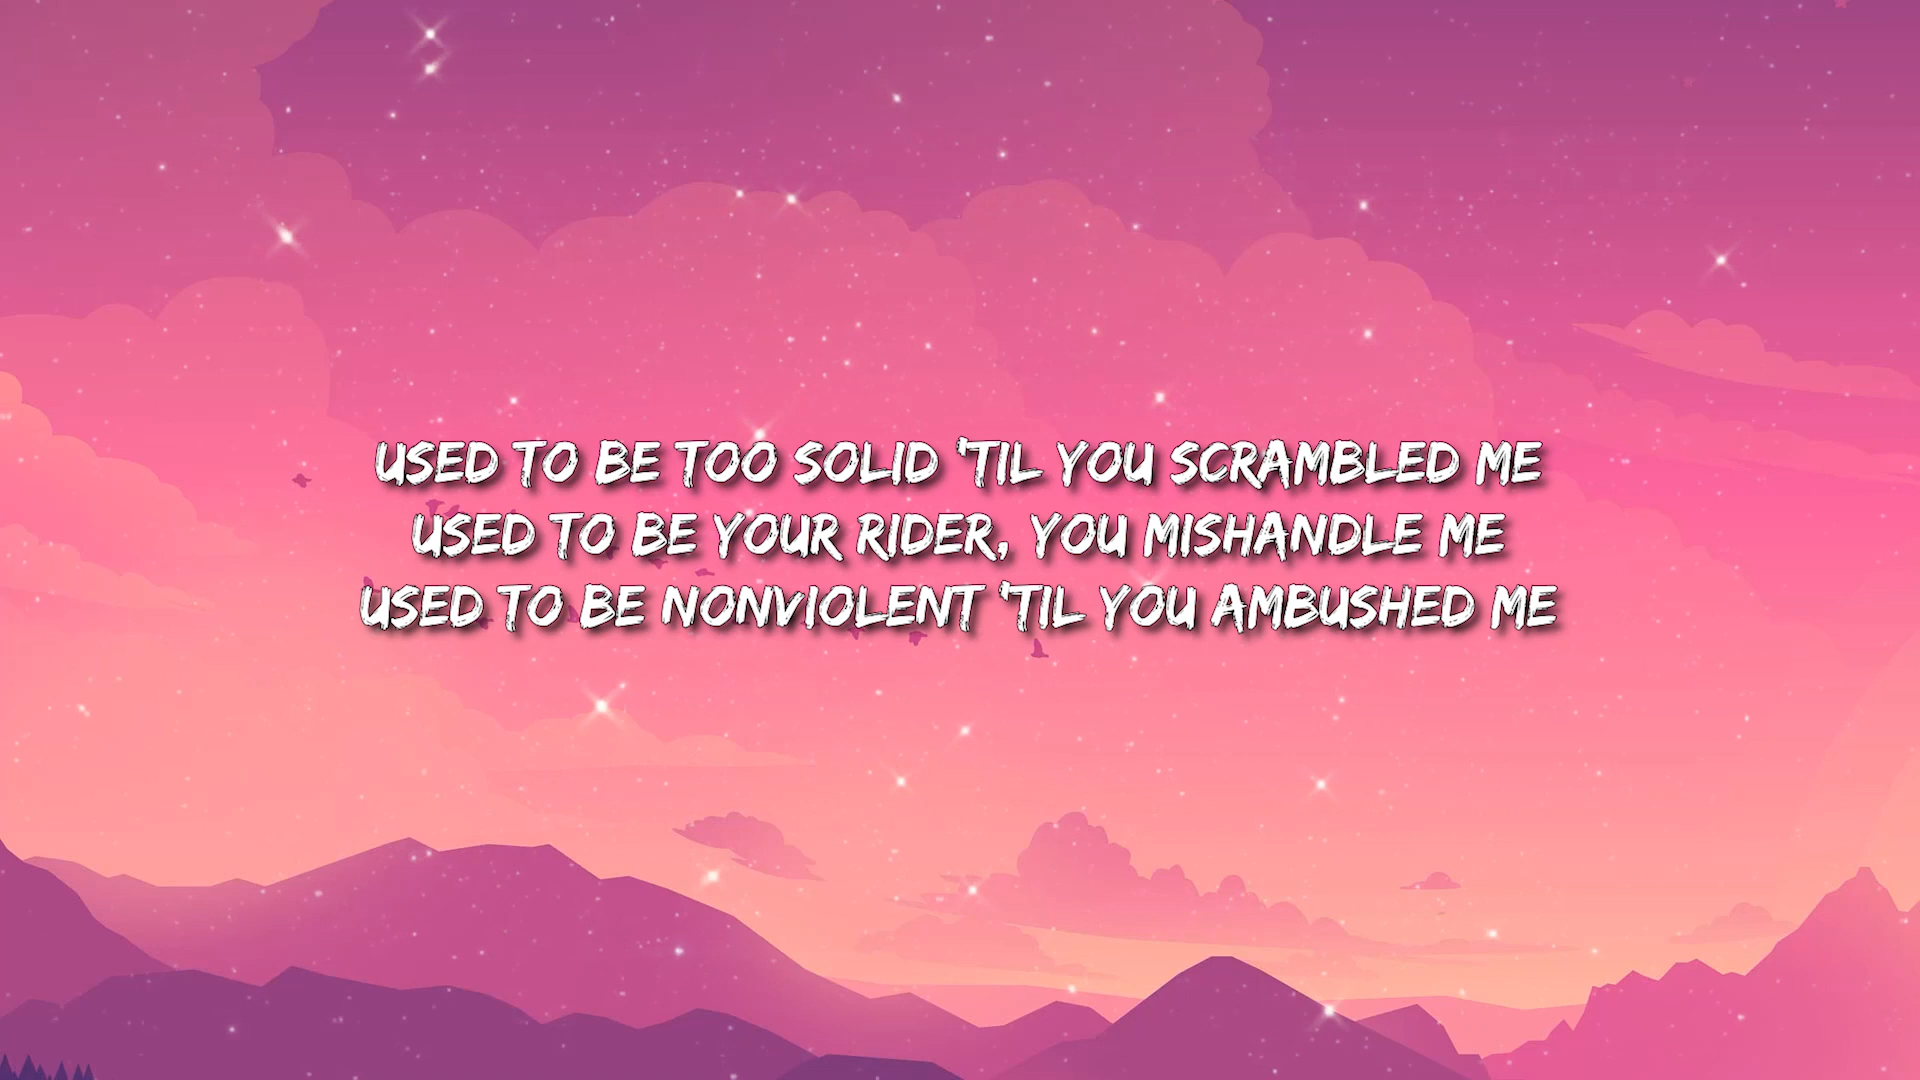 USED TO BE TOO SOLID 'TIL YOU SCRAMBLED ME
USED TO BE YOUR RIDER, YOU MISHANDLE ME
USED TO BE NONVIOLENT 'TIL YOU AMBUSHED ME